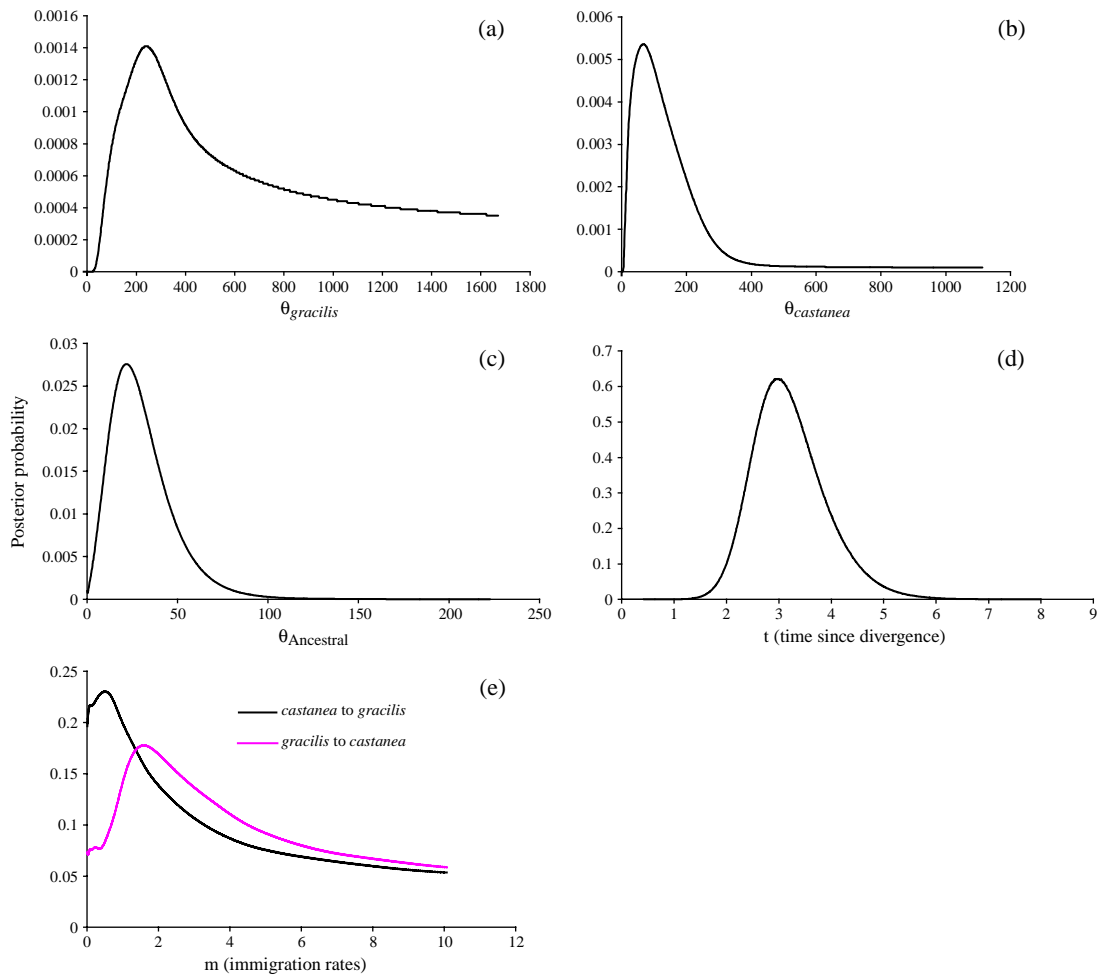 (a)
0.0016
0.0014
0.0012
0.001
0.0008
0.0006
0.0004
0.0002
0
0 200 400 600 800 1000 1200 1400 1600 1800
θgracilis
(b)
0.006
0.005
0.004
0.003
0.002
0.001
0
0 200 400 600 800 1000 1200
θcastanea
(c)
Posterior probability
0.03
0.025
0.02
0.015
0.01
0.005
0
0 50 100 150 200 250
θAncestral
(d)
0.7
0.6
0.5
0.4
0.3
0.2
0.1
0
0 1 2 3 4 5 6 7 8 9
t (time since divergence)
(e)
0.25
0.2
0.15
0.1
0.05
0
castanea to gracilis
gracilis to castanea
0 2 4 6 8 10 12
m (immigration rates)